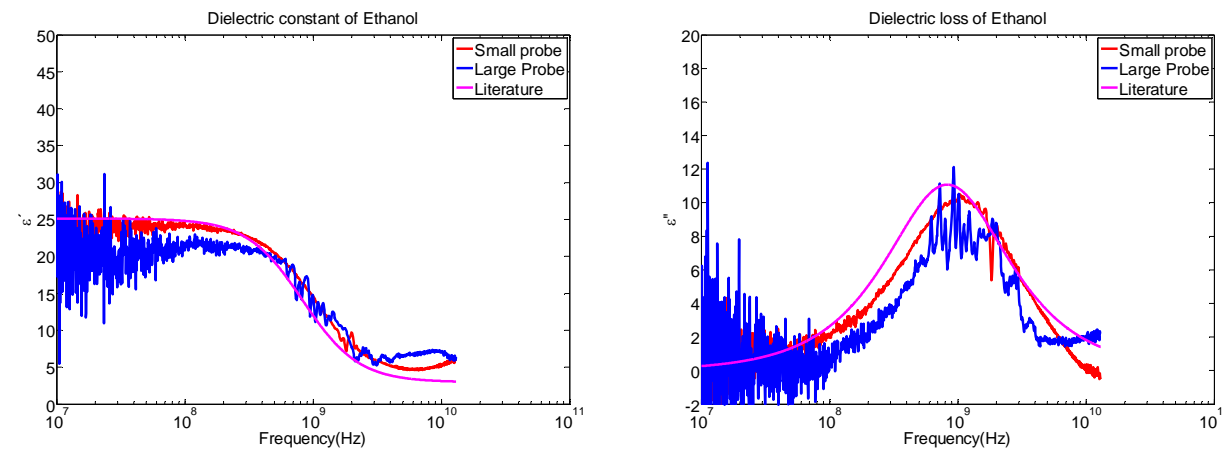 Dielectric constant of Ethanol
50
45
40
35
30
25
20
15
10
5
0
ε´
10^7
10^8
10^9
10^10
10^11
Frequency(Hz)
Small probe
Large Probe
Literature
Dielectric loss of Ethanol
20
18
16
14
12
10
8
6
4
2
0
-2
ε"
10^7
10^8
10^9
10^10
10^1
Frequency(Hz)
Small probe
Large Probe
Literature